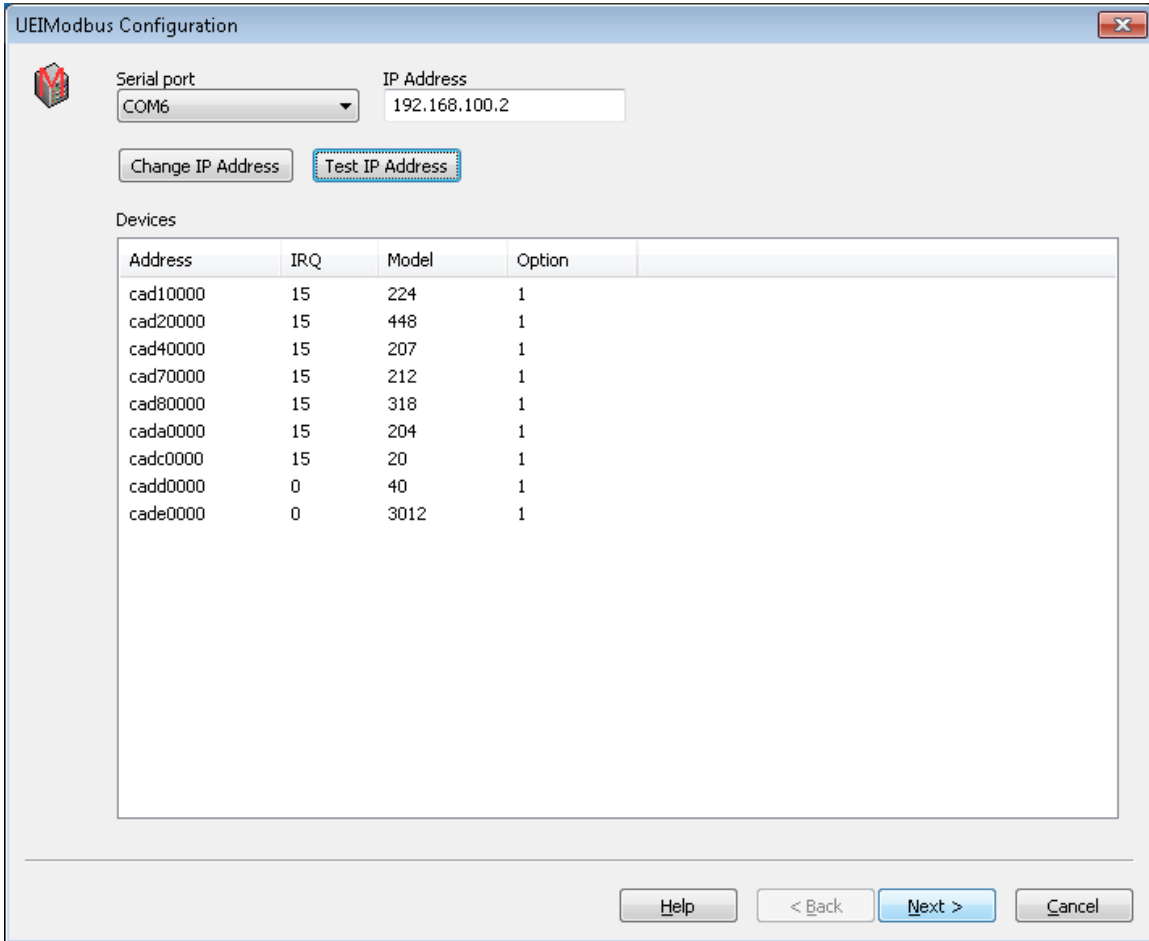 UEIModbus Configuration
M
Serial port IP Address
COM6 192.168.100.2
Change IP Address Test IP Address
Devices
Address IRQ Model Option
cad10000 15 224 1
cad20000 15 448 1
cad40000 15 207 1
cad70000 15 212 1
cad80000 15 318 1
cada0000 15 204 1
cadc0000 15 20 1
cadd0000 0 40 1
cade0000 0 3012 1
Help < Back Next > Cancel